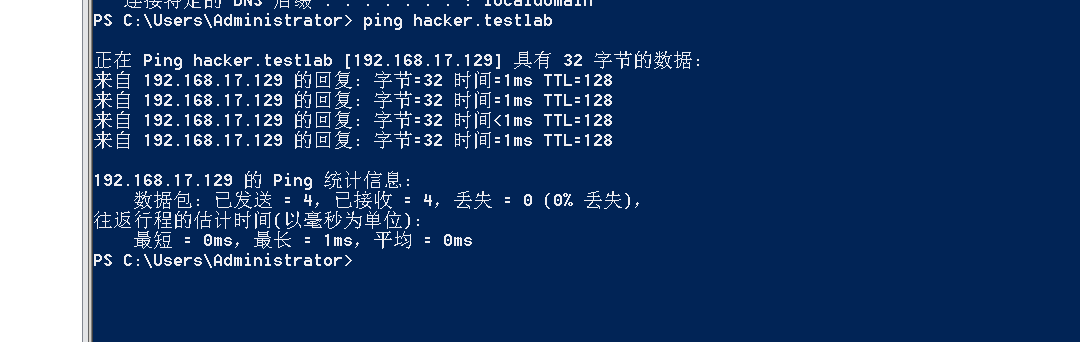 连接特定的 DNS 后缀 . . . . . . . : localdomain
PS C:\Users\Administrator> ping hacker.testlab
正在 Ping hacker.testlab [192.168.17.129] 具有 32 字节的数据:
来自 192.168.17.129 的回复: 字节=32 时间=1ms TTL=128
来自 192.168.17.129 的回复: 字节=32 时间=1ms TTL=128
来自 192.168.17.129 的回复: 字节=32 时间<1ms TTL=128
来自 192.168.17.129 的回复: 字节=32 时间=1ms TTL=128
192.168.17.129 的 Ping 统计信息:
数据包: 已发送 = 4，已接收 = 4，丢失 = 0 (0% 丢失)，
往返行程的估计时间(以毫秒为单位):
最短 = 0ms，最长 = 1ms，平均 = 0ms
PS C:\Users\Administrator>